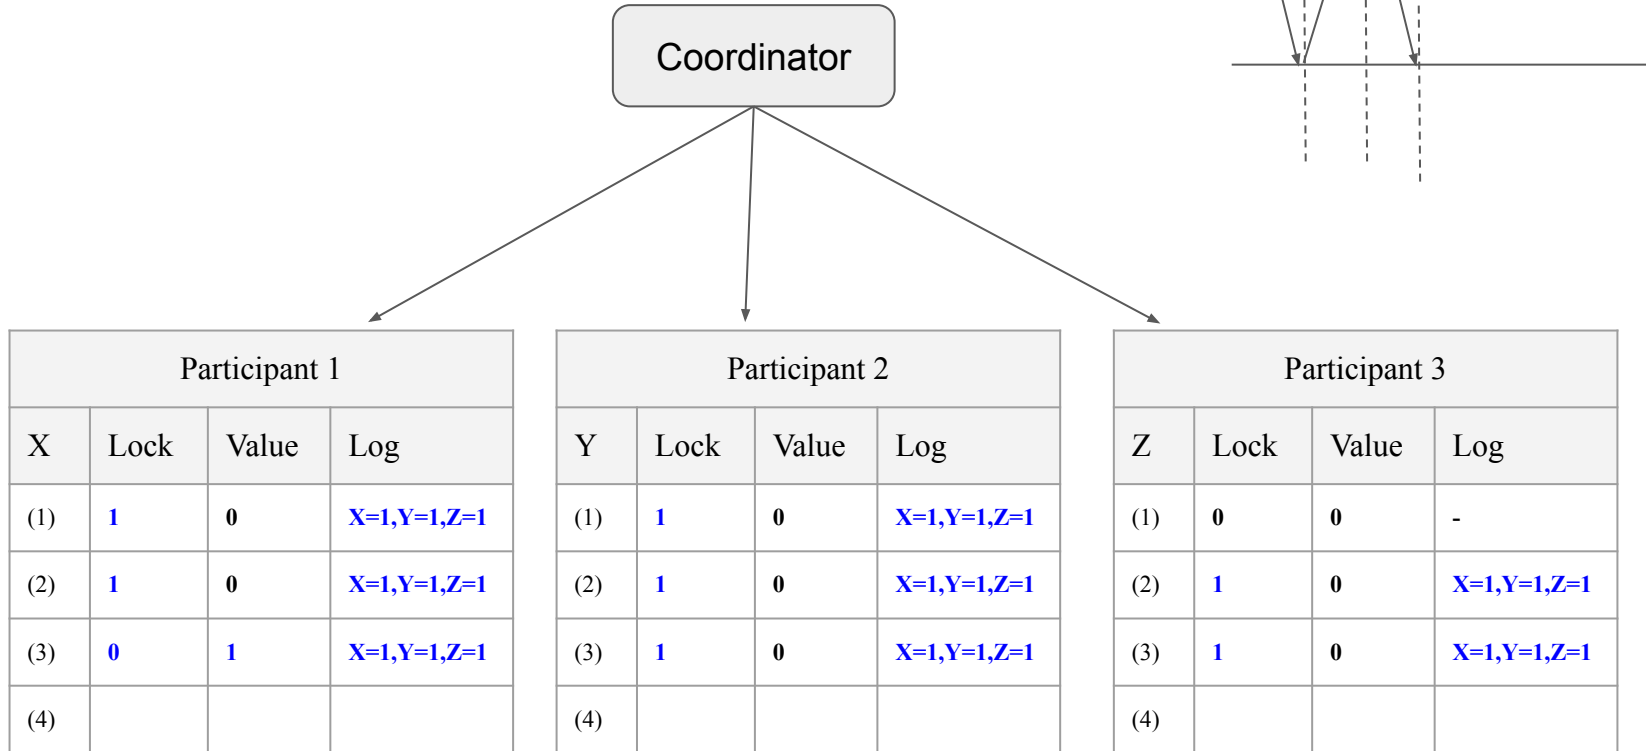 Coordinator
Participant 1
X Lock Value Log
(1) 1 0 X=1,Y=1,Z=1
(2) 1 0 X=1,Y=1,Z=1
(3) 0 1 X=1,Y=1,Z=1
(4)
Participant 2
Y Lock Value Log
(1) 1 0 X=1,Y=1,Z=1
(2) 1 0 X=1,Y=1,Z=1
(3) 1 0 X=1,Y=1,Z=1
(4)
Participant 3
Z Lock Value Log
(1) 0 0 -
(2) 1 0 X=1,Y=1,Z=1
(3) 1 0 X=1,Y=1,Z=1
(4)